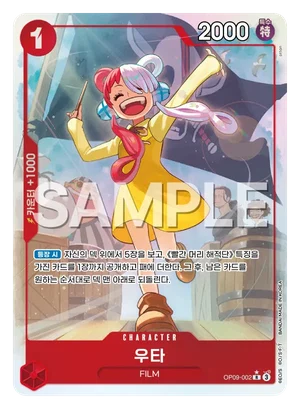 1
2000
특수
特
카운터 +1000
SAMPLE
등장 시 자신의 덱 위에서 5장을 보고, 《빨간 머리 해적단》 특징을
가진 카드를 1장까지 공개하고 패에 더한다. 그 후, 남은 카드를
원하는 순서대로 덱 맨 아래로 되돌린다.
CHARACTER
우타
FILM
OP09-002 R
3